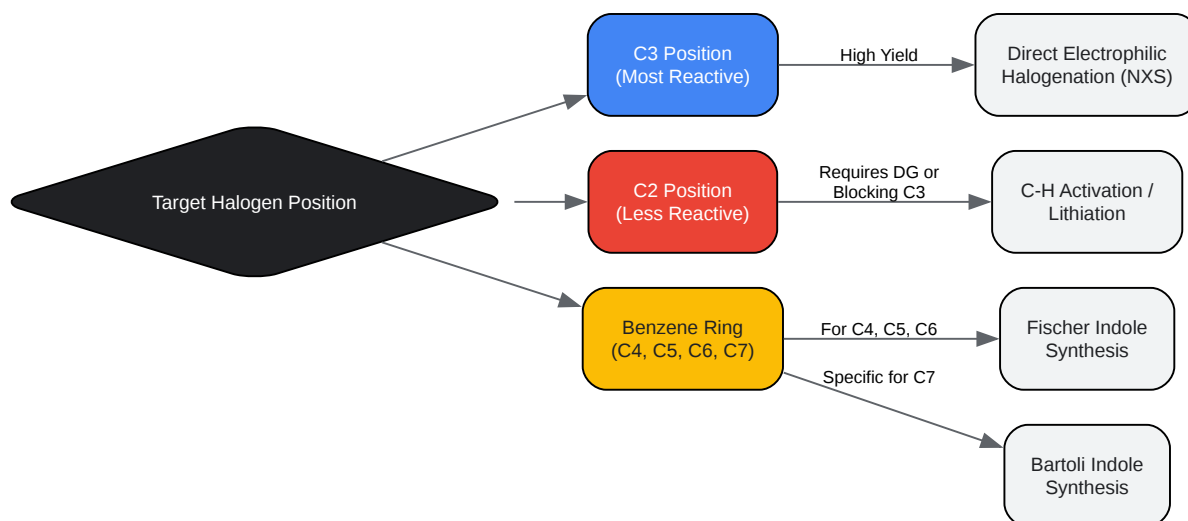 Target Halogen Position
C3 Position
(Most Reactive)
High Yield
Direct Electrophilic
Halogenation (NXS)
C2 Position
(Less Reactive)
Requires DG or
Blocking C3
C-H Activation /
Lithiation
Benzene Ring
(C4, C5, C6, C7)
For C4, C5, C6
Fischer Indole
Synthesis
Specific for C7
Bartoli Indole
Synthesis